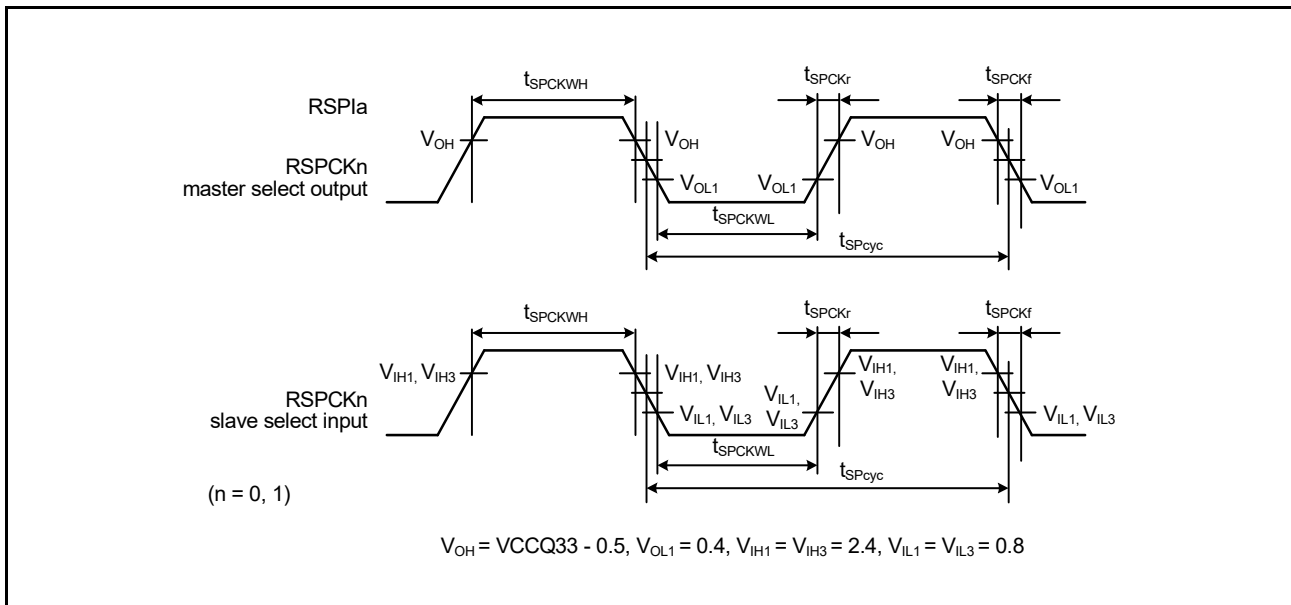 tSPCKWH
tSPCKr
tSPCKf
RSPIa
VOH
VOH
VOH
VOH
RSPCKn
master select output
VOL1
VOL1
VOL1
tSPCKWL
tSPcyc
tSPCKWH
tSPCKr
tSPCKf
VIH1, VIH3
VIH1, VIH3
VIH1,
VIH3
VIH1,
VIH3
RSPCKn
slave select input
VIL1, VIL3
VIL1,
VIL3
VIL1, VIL3
tSPCKWL
tSPcyc
(n = 0, 1)
VOH = VCCQ33 - 0.5, VOL1 = 0.4, VIH1 = VIH3 = 2.4, VIL1 = VIL3 = 0.8